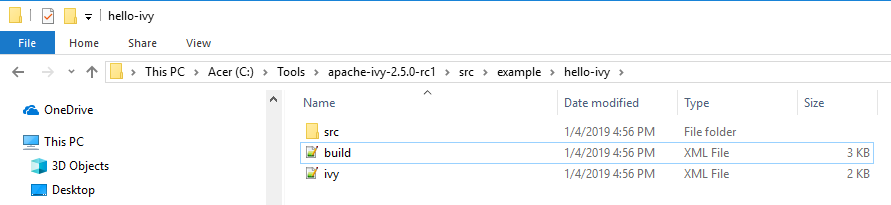 hello-ivy
File Home Share View
This PC Acer (C:) Tools apache-ivy-2.5.0-rc1 src example hello-ivy
OneDrive
This PC
3D Objects
Desktop
Name Date modified Type Size
src 1/4/2019 4:56 PM File folder
build 1/4/2019 4:56 PM XML File 3 KB
ivy 1/4/2019 4:56 PM XML File 2 KB